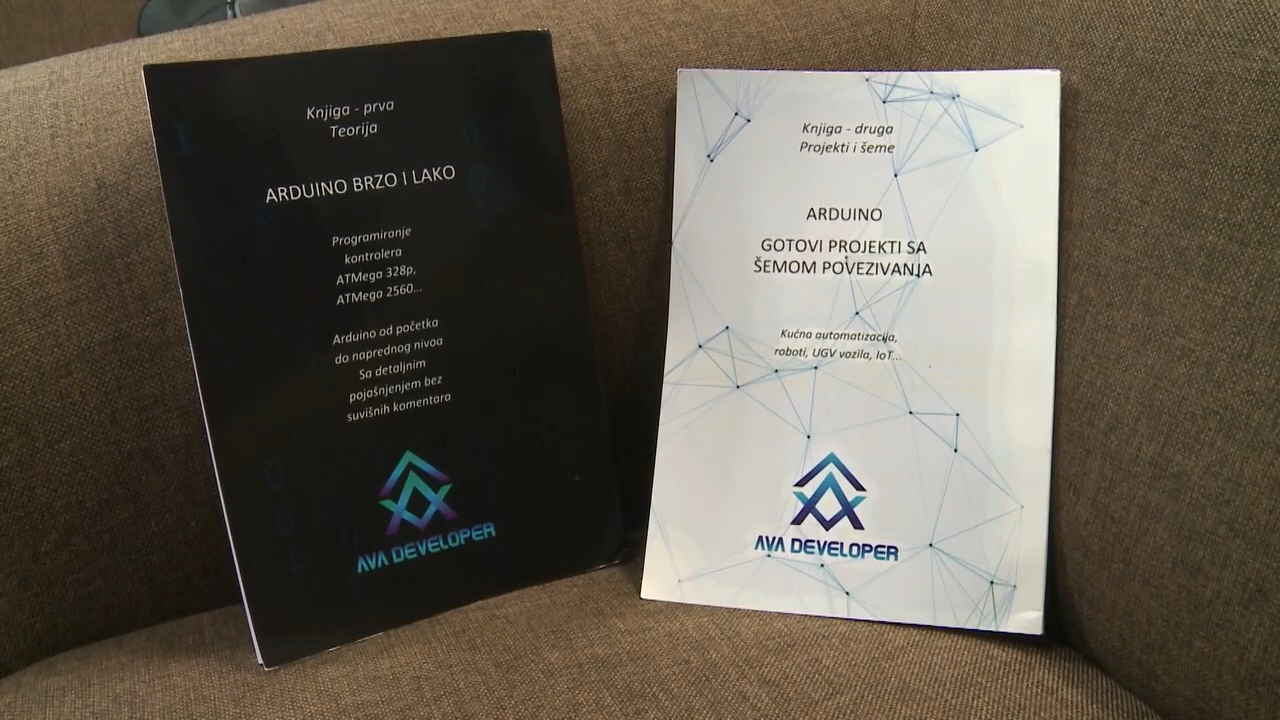 Knjiga - prva
Teorija
ARDUINO BRZO I LAKO
Programiranje
kontrolera
ATMega 328p,
ATMega 2560...
Arduino od početka
do naprednog nivoa
Sa detaljnim
pojašnjenjem bez
suvišnih komentara
AVA DEVELOPER
Knjiga - druga
Projekti i šeme
ARDUINO
GOTOVI PROJEKTI SA
ŠEMOM POVEZIVANJA
Kućna automatizacija,
roboti, UGV vozila, IoT...
AVA DEVELOPER